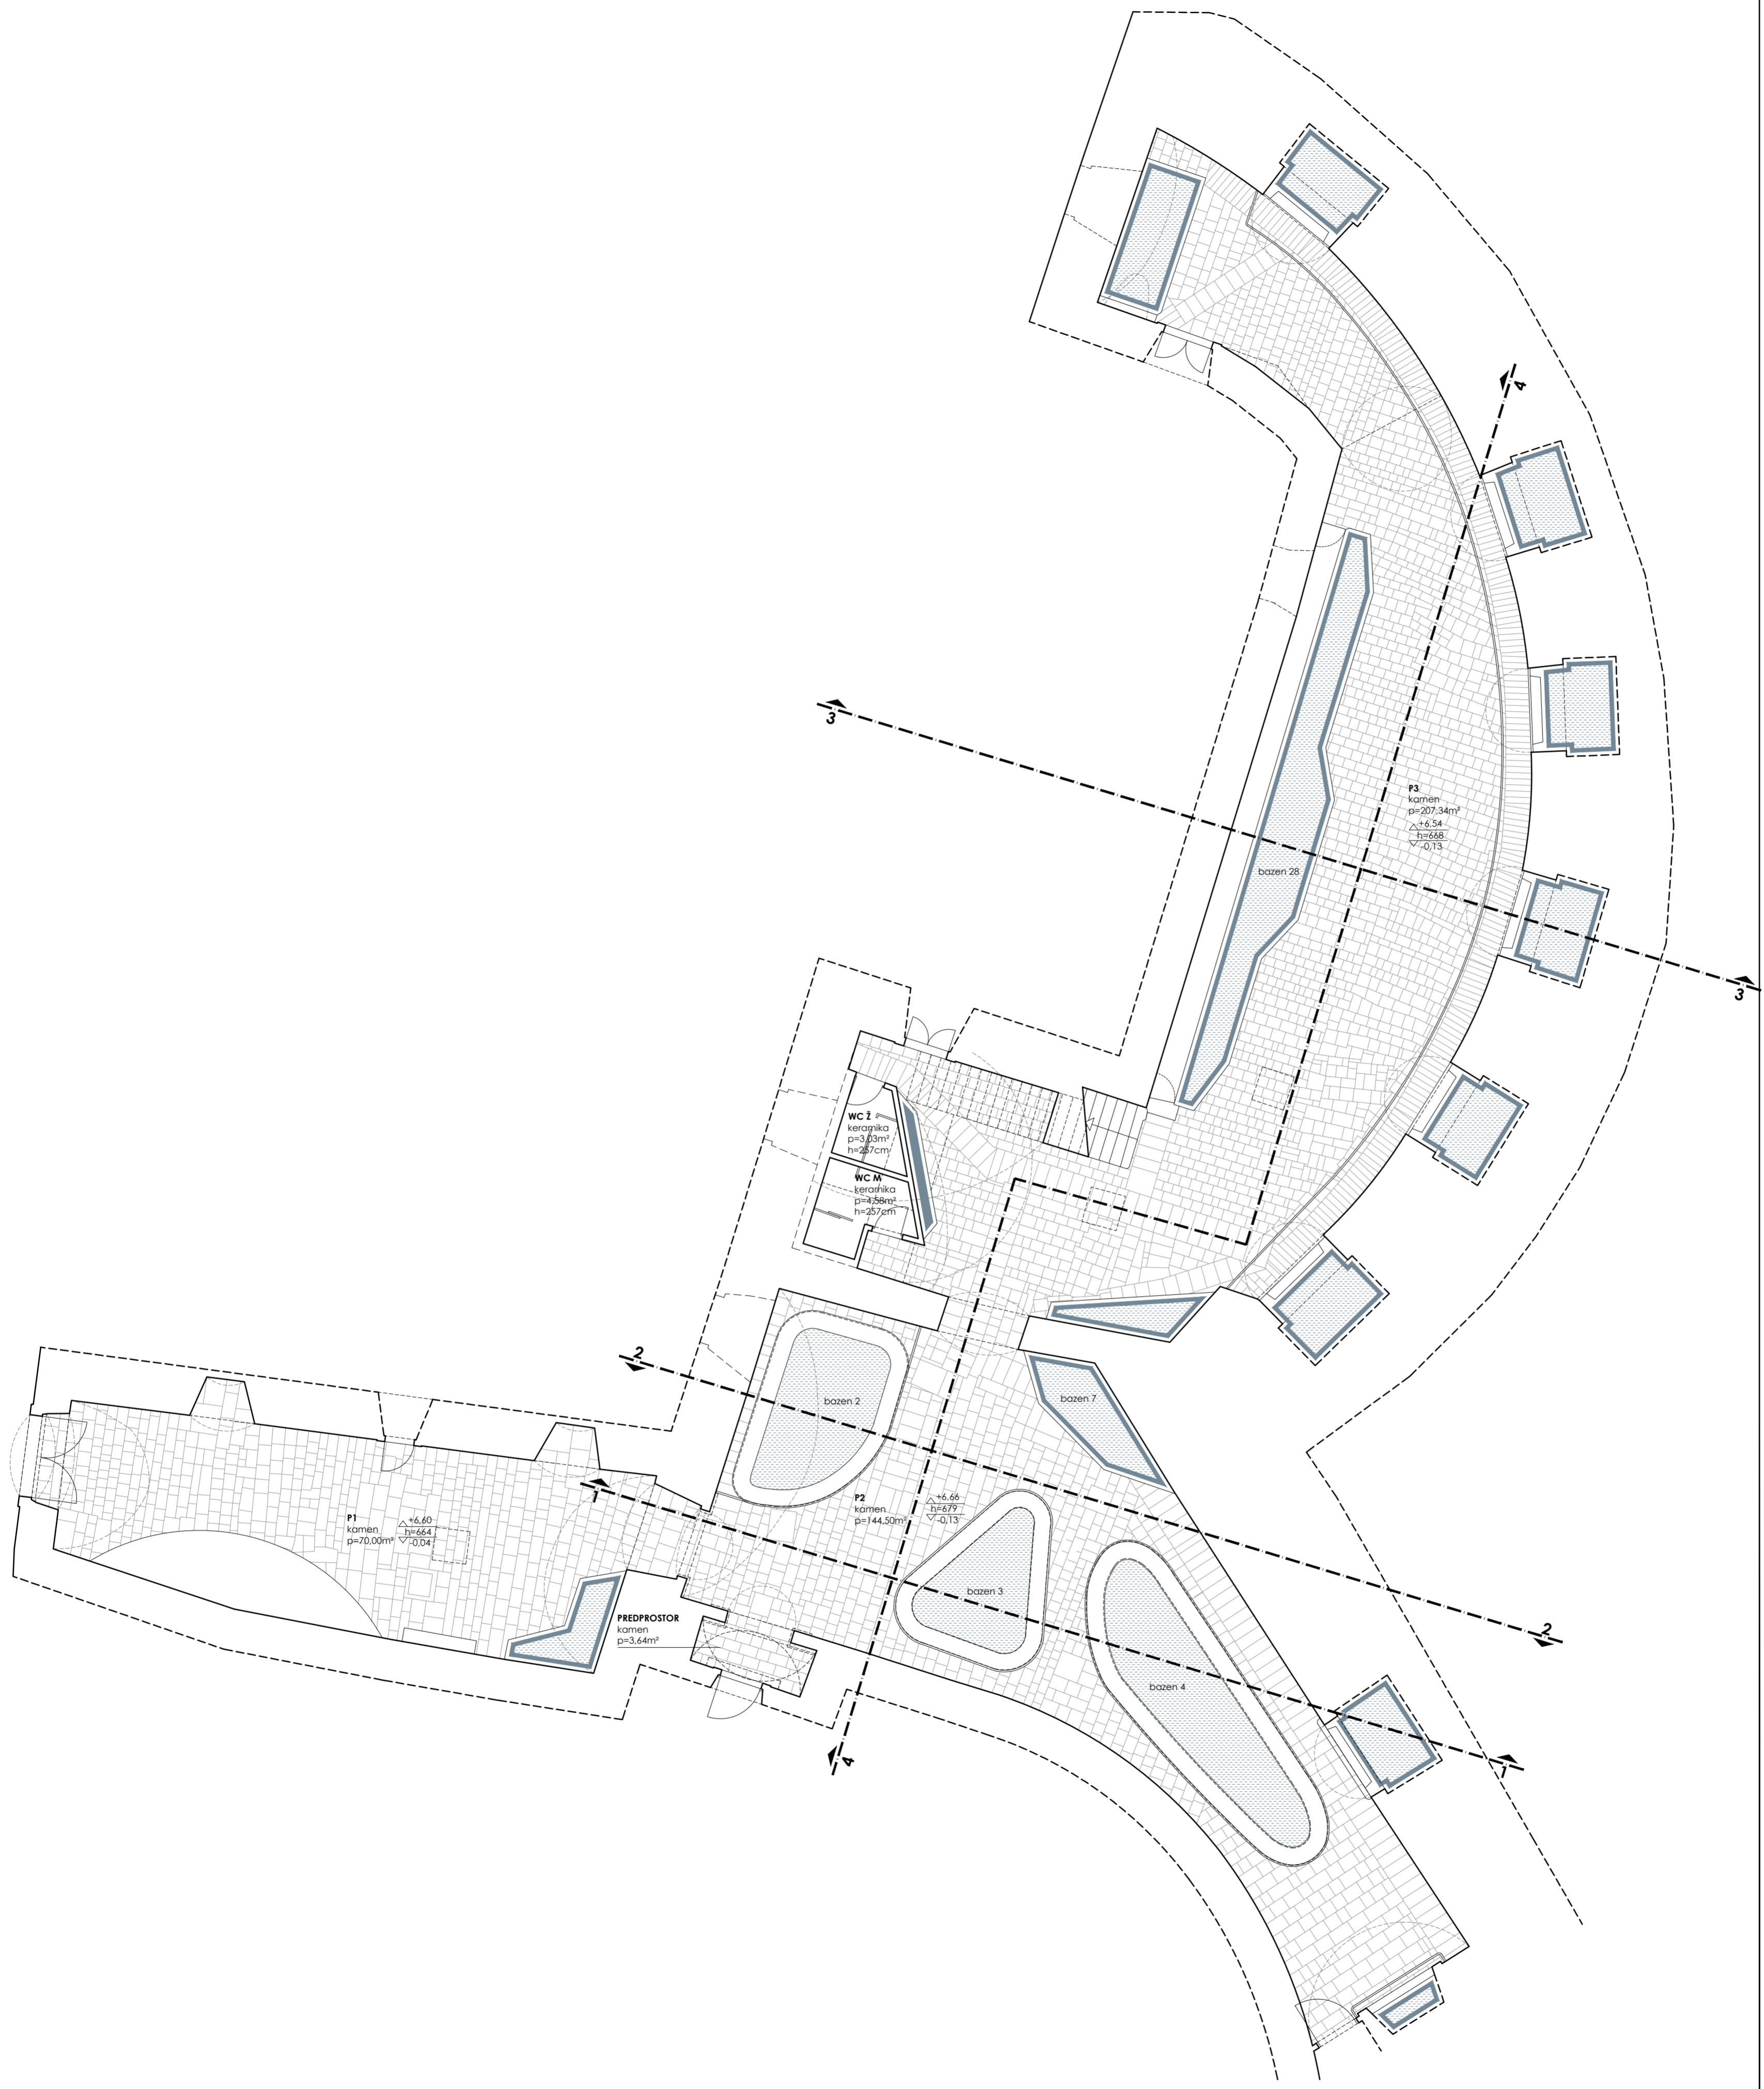 4
3
P3
kamen
p=207,34m²
+6,54
h=668
-0,13
bazen 28
3
WC Ž
keramika
p=3,03m²
h=257cm
WC M
keramika
p=4,58m²
h=257cm
2
bazen 2
bazen 7
1
P1
kamen
p=70,00m²
+6,60
h=664
-0,04
P2
kamen
p=144,50m²
+6,66
h=679
-0,13
bazen 3
PREDPROSTOR
kamen
p=3,64m²
2
bazen 4
4
1